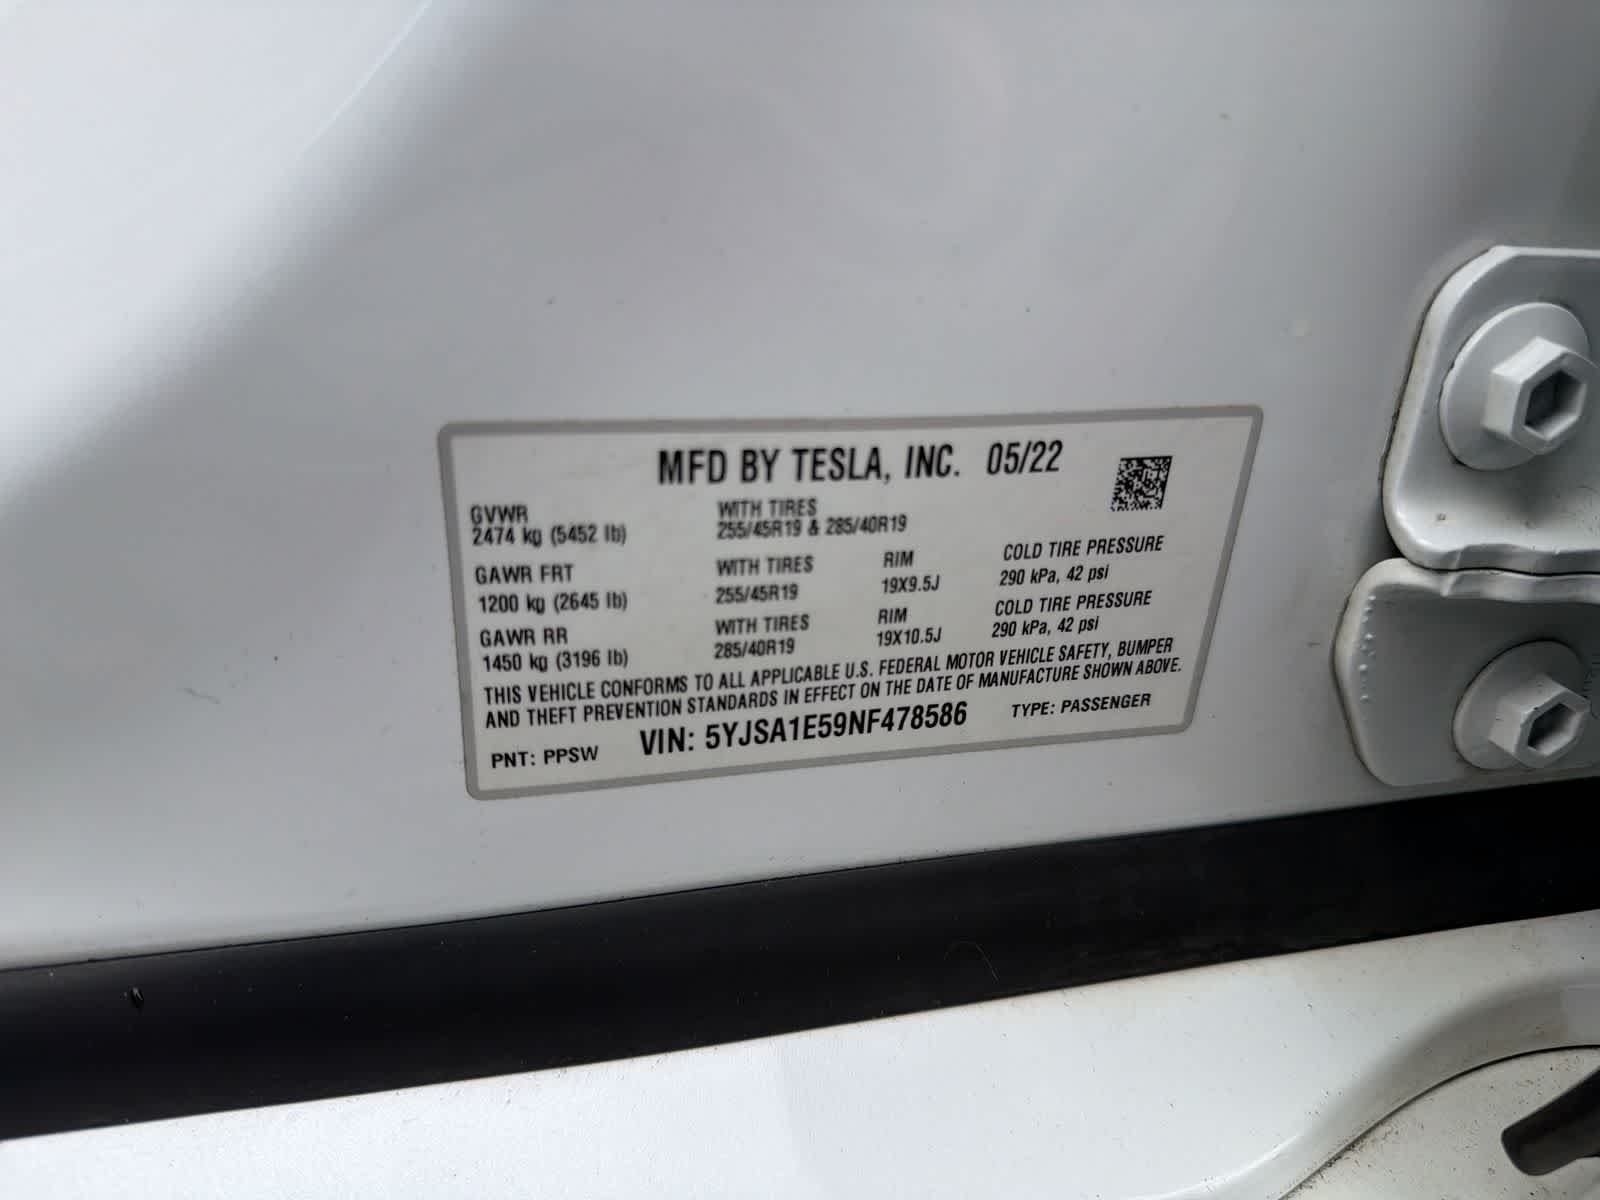 MFD BY TESLA, INC. 05/22
GVWR
2474 kg (5452 lb)
WITH TIRES
255/45R19 & 285/40R19
GAWR FRT
1200 kg (2645 lb)
WITH TIRES
255/45R19
RIM
19X9.5J
COLD TIRE PRESSURE
290 kPa, 42 psi
GAWR RR
1450 kg (3196 lb)
WITH TIRES
285/40R19
RIM
19X10.5J
COLD TIRE PRESSURE
290 kPa, 42 psi
THIS VEHICLE CONFORMS TO ALL APPLICABLE U.S. FEDERAL MOTOR VEHICLE SAFETY, BUMPER
AND THEFT PREVENTION STANDARDS IN EFFECT ON THE DATE OF MANUFACTURE SHOWN ABOVE.
PNT: PPSW VIN: 5YJSA1E59NF478586 TYPE: PASSENGER